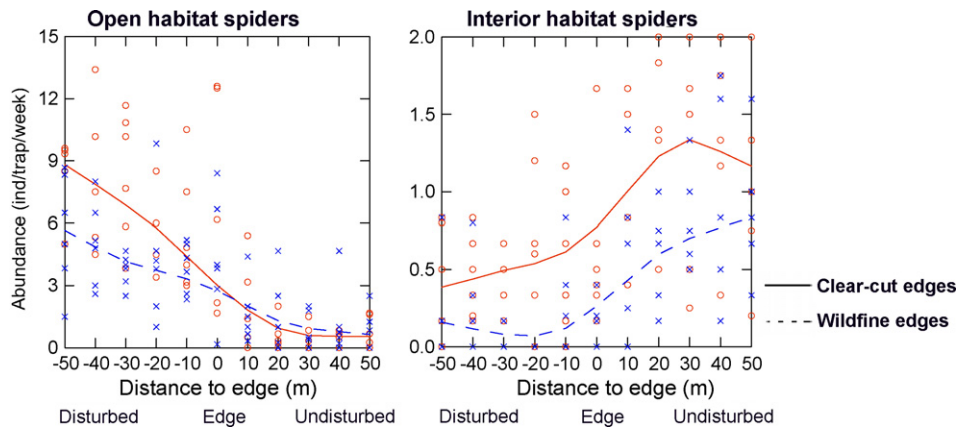 Open habitat spiders
Interior habitat spiders
Abundance (ind/trap/week)
15
12
9
6
3
0
-50 -40 -30 -20 -10 0 10 20 30 40 50
Distance to edge (m)
Disturbed Edge Undisturbed
2.0
1.5
1.0
0.5
0.0
-50 -40 -30 -20 -10 0 10 20 30 40 50
Distance to edge (m)
Disturbed Edge Undisturbed
Clear-cut edges
Wildfine edges